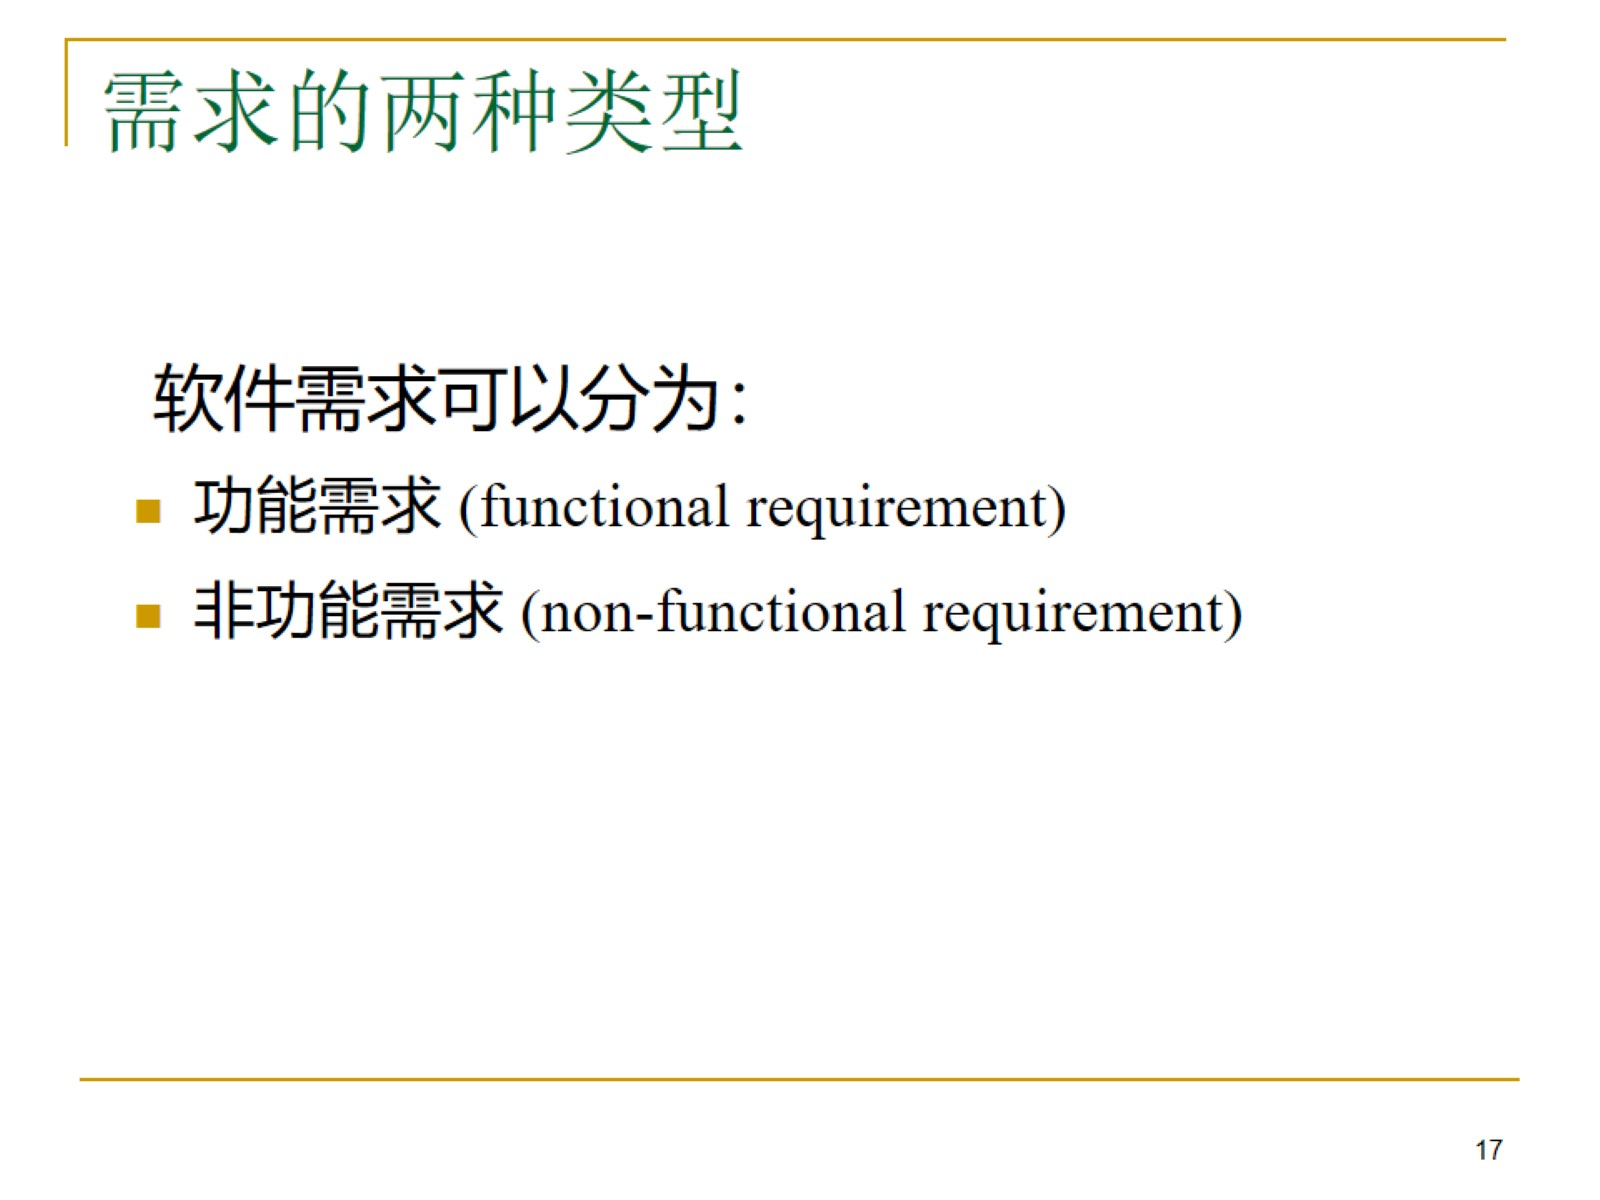 需求的两种类型
软件需求可以分为：
功能需求 (functional requirement)
非功能需求 (non-functional requirement)
17